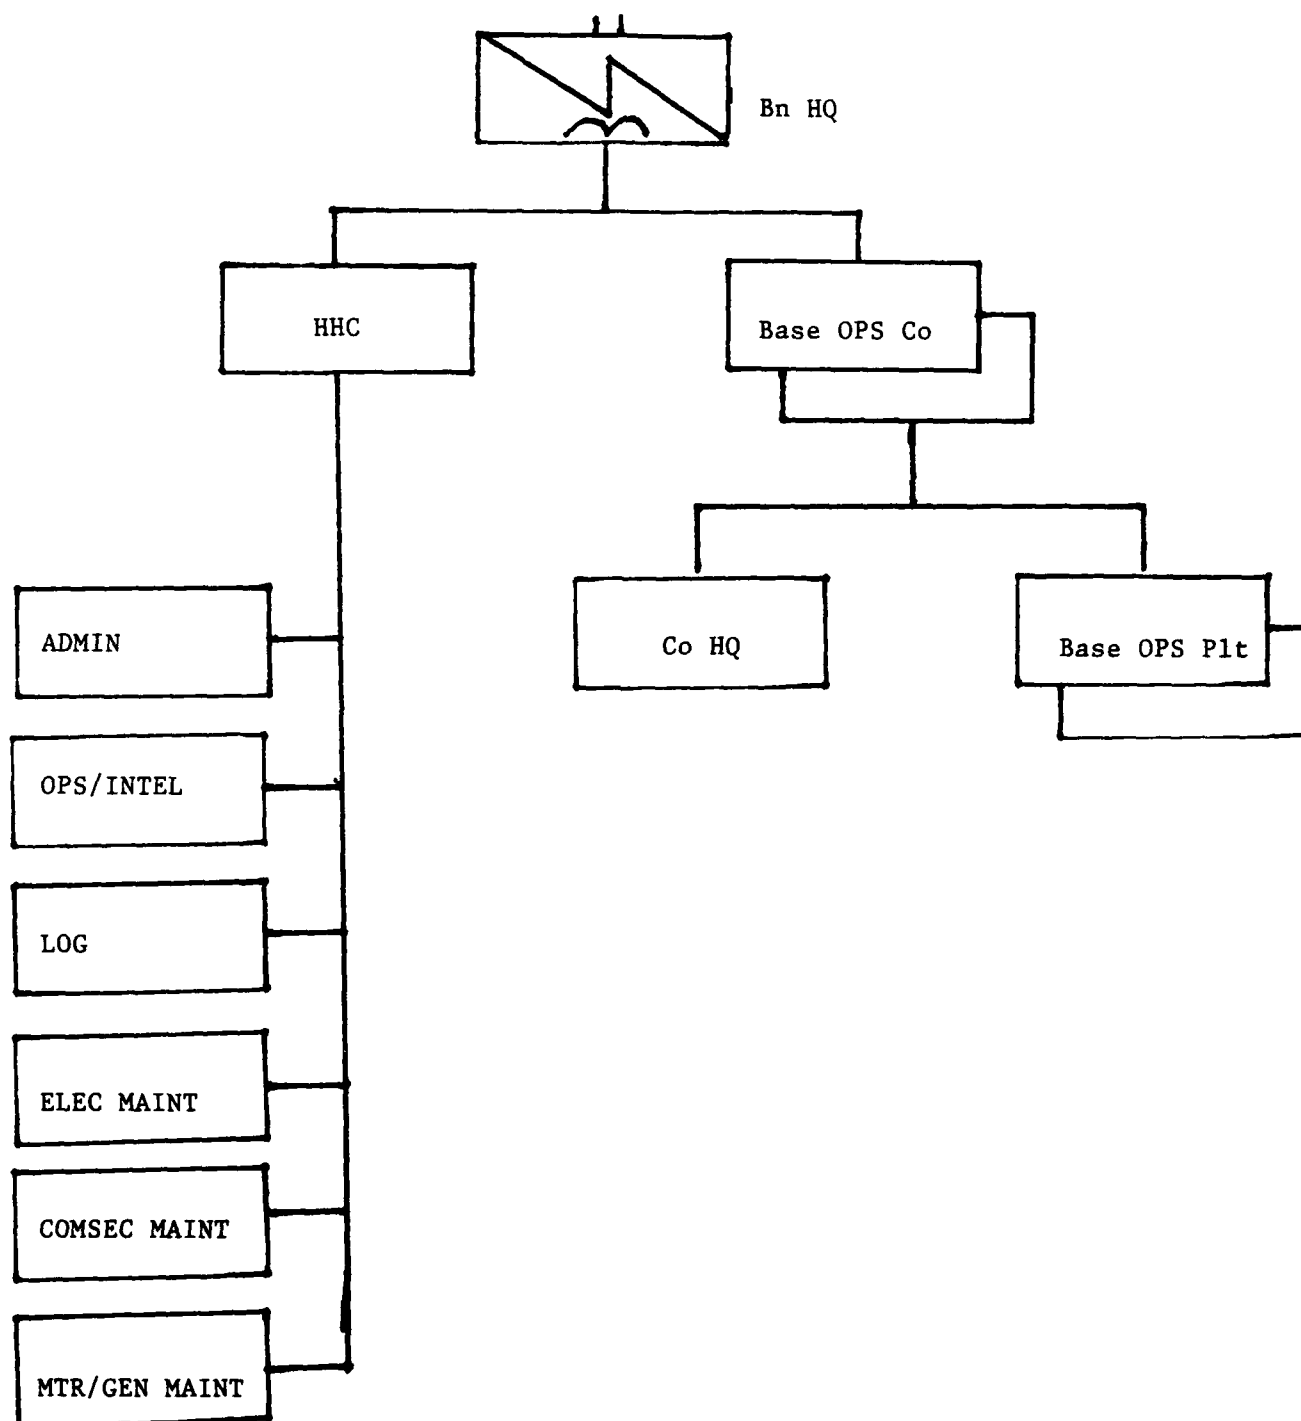 Bn HQ
HHC
Base OPS Co
Co HQ
Base OPS Plt
ADMIN
OPS/INTEL
LOG
ELEC MAINT
COMSEC MAINT
MTR/GEN MAINT